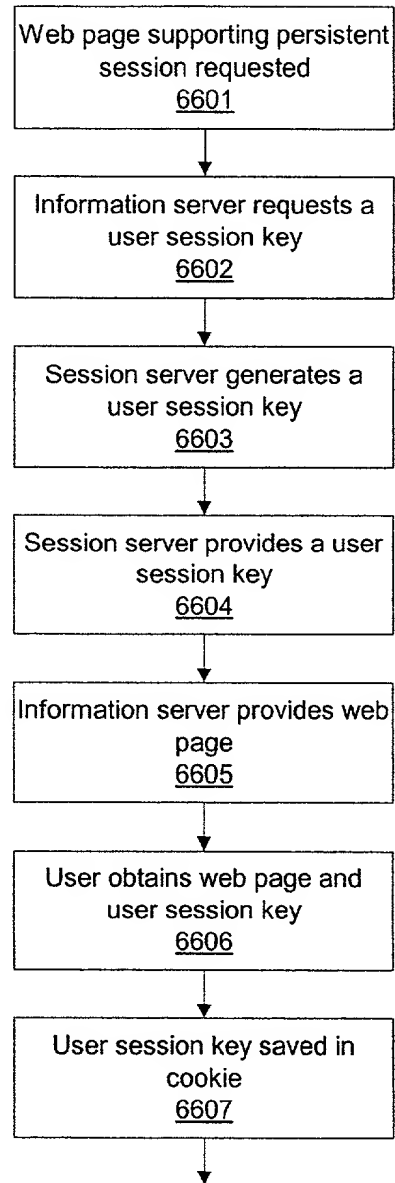 Web page supporting persistent
session requested
6601
Information server requests a
user session key
6602
Session server generates a
user session key
6603
Session server provides a user
session key
6604
Information server provides web
page
6605
User obtains web page and
user session key
6606
User session key saved in
cookie
6607